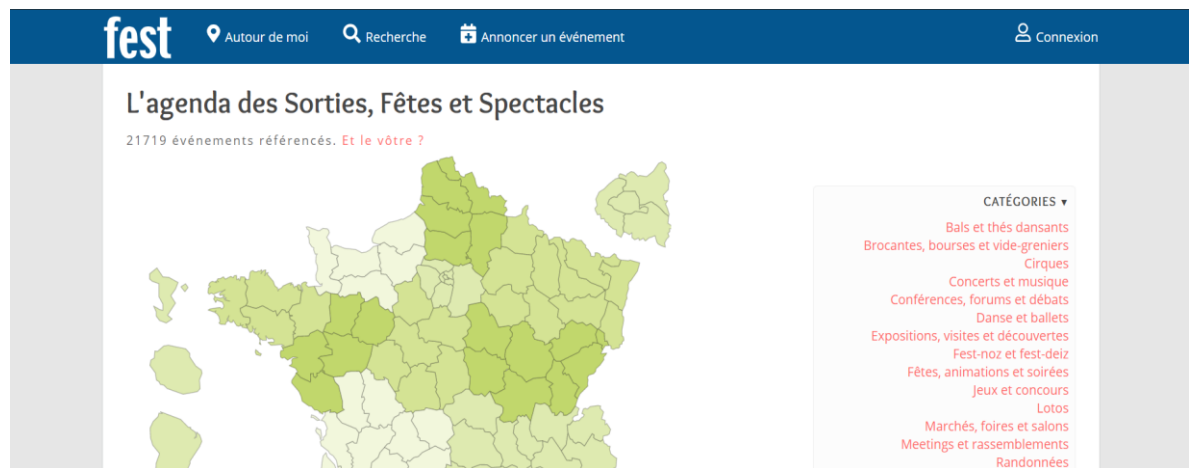 fest Autour de moi Recherche Annoncer un événement Connexion
L'agenda des Sorties, Fêtes et Spectacles
21719 événements référencés. Et le vôtre ?
CATÉGORIES ▾
Bals et thés dansants
Brocantes, bourses et vide-greniers
Cirques
Concerts et musique
Conférences, forums et débats
Danse et ballets
Expositions, visites et découvertes
Fest-noz et fest-deiz
Fêtes, animations et soirées
Jeux et concours
Lotos
Marchés, foires et salons
Meetings et rassemblements
Randonnées